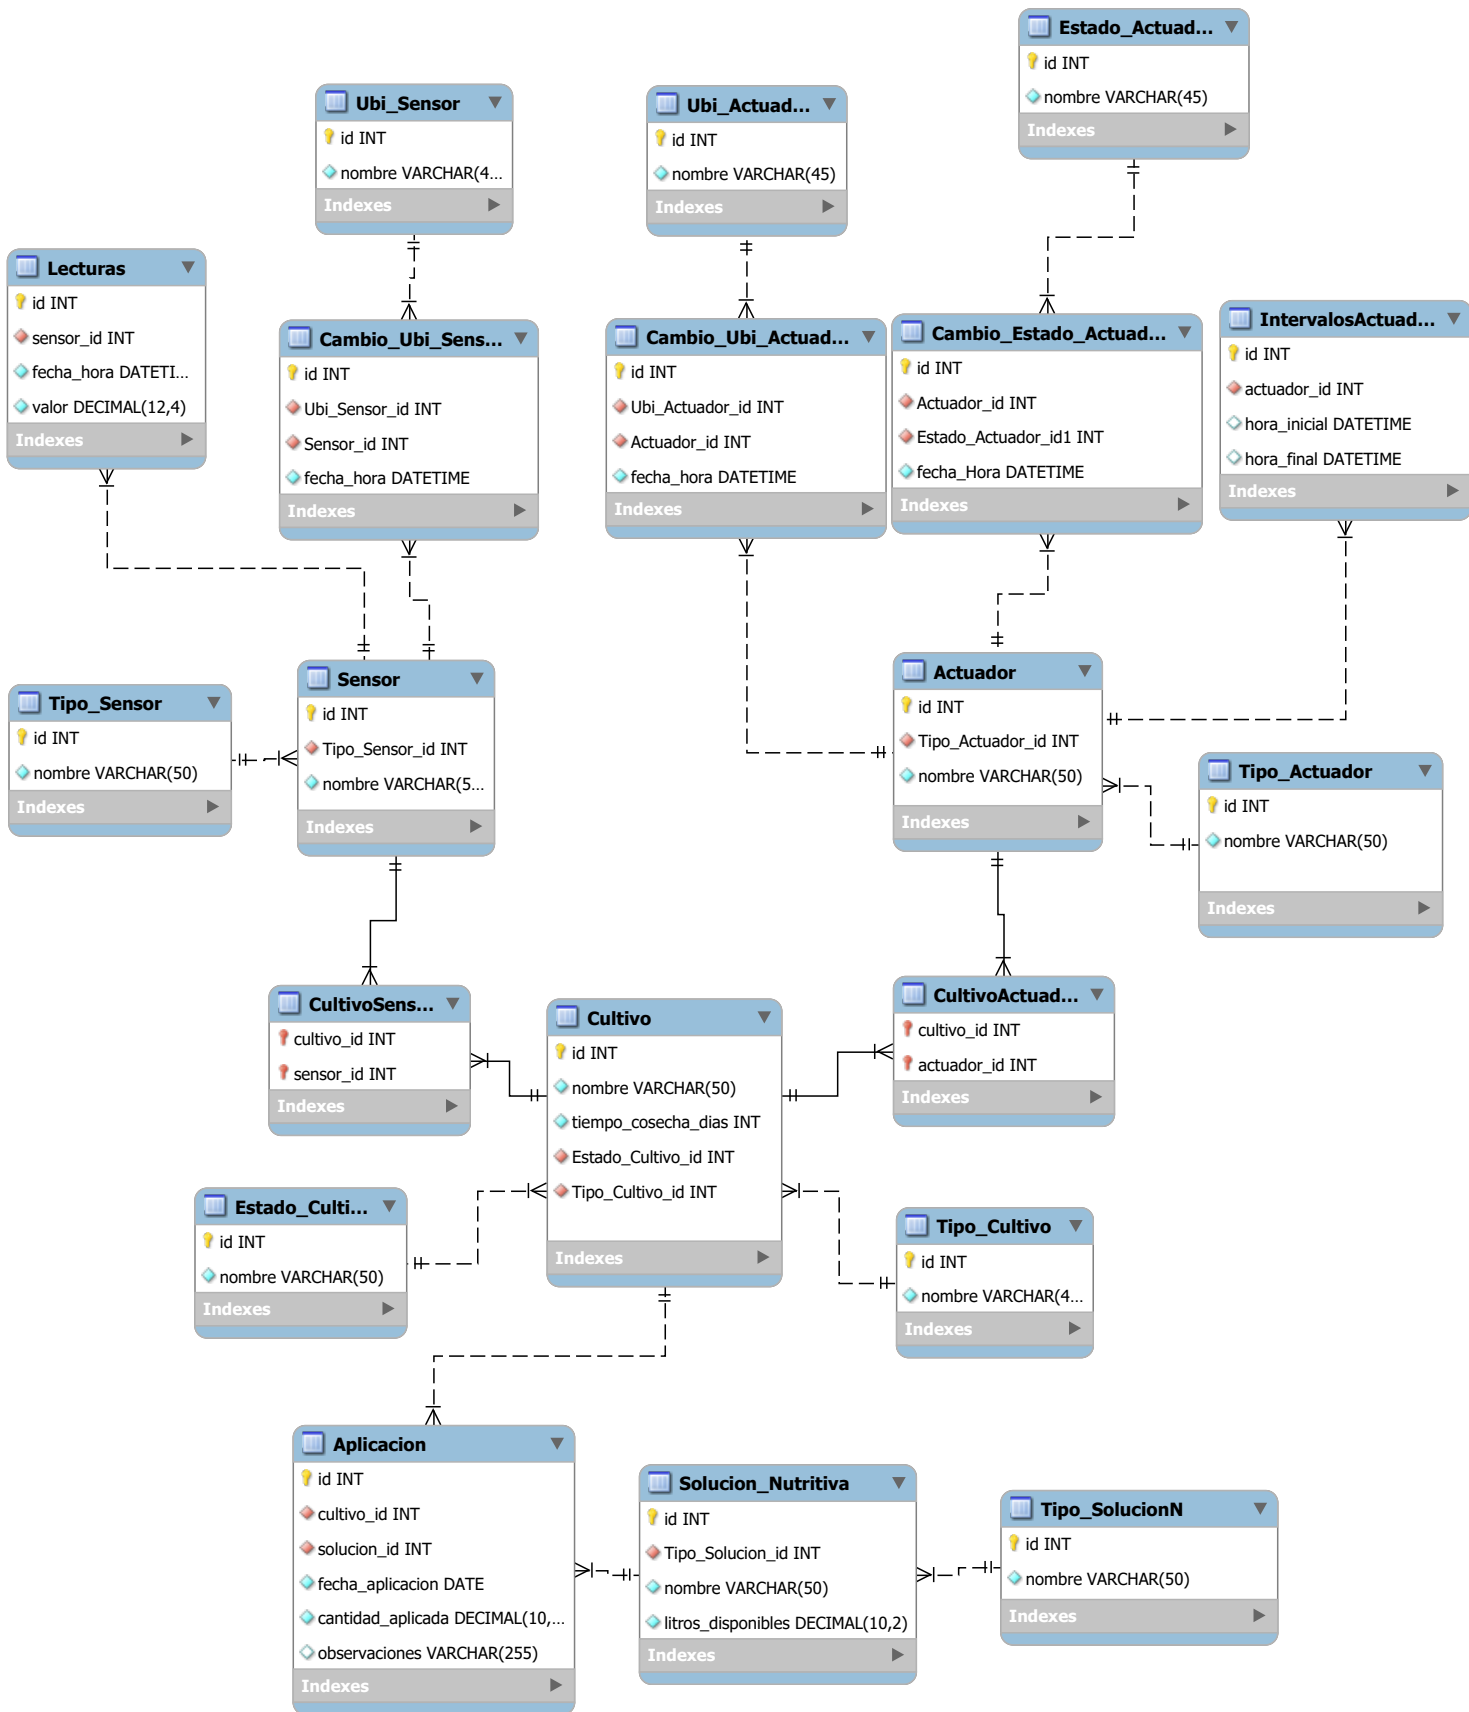 Estado_Actuad...
id INT
nombre VARCHAR(45)
Indexes
Ubi_Sensor
id INT
nombre VARCHAR(4...
Indexes
Ubi_Actuad...
id INT
nombre VARCHAR(45)
Indexes
Lecturas
id INT
sensor_id INT
fecha_hora DATETI...
valor DECIMAL(12,4)
Indexes
Cambio_Ubi_Sens...
id INT
Ubi_Sensor_id INT
Sensor_id INT
fecha_hora DATETIME
Indexes
Cambio_Ubi_Actuad...
id INT
Ubi_Actuador_id INT
Actuador_id INT
fecha_hora DATETIME
Indexes
Cambio_Estado_Actuad...
id INT
Actuador_id INT
Estado_Actuador_id1 INT
fecha_Hora DATETIME
Indexes
IntervalosActuad...
id INT
actuador_id INT
hora_inicial DATETIME
hora_final DATETIME
Indexes
Tipo_Sensor
id INT
nombre VARCHAR(50)
Indexes
Sensor
id INT
Tipo_Sensor_id INT
nombre VARCHAR(5...
Indexes
Actuador
id INT
Tipo_Actuador_id INT
nombre VARCHAR(50)
Indexes
Tipo_Actuador
id INT
nombre VARCHAR(50)
Indexes
CultivoSens...
cultivo_id INT
sensor_id INT
Indexes
Cultivo
id INT
nombre VARCHAR(50)
tiempo_cosecha_dias INT
Estado_Cultivo_id INT
Tipo_Cultivo_id INT
Indexes
CultivoActuad...
cultivo_id INT
actuador_id INT
Indexes
Estado_Culti...
id INT
nombre VARCHAR(50)
Indexes
Tipo_Cultivo
id INT
nombre VARCHAR(4...
Indexes
Aplicacion
id INT
cultivo_id INT
solucion_id INT
fecha_aplicacion DATE
cantidad_aplicada DECIMAL(10,...
observaciones VARCHAR(255)
Indexes
Solucion_Nutritiva
id INT
Tipo_Solucion_id INT
nombre VARCHAR(50)
litros_disponibles DECIMAL(10,2)
Indexes
Tipo_SolucionN
id INT
nombre VARCHAR(50)
Indexes